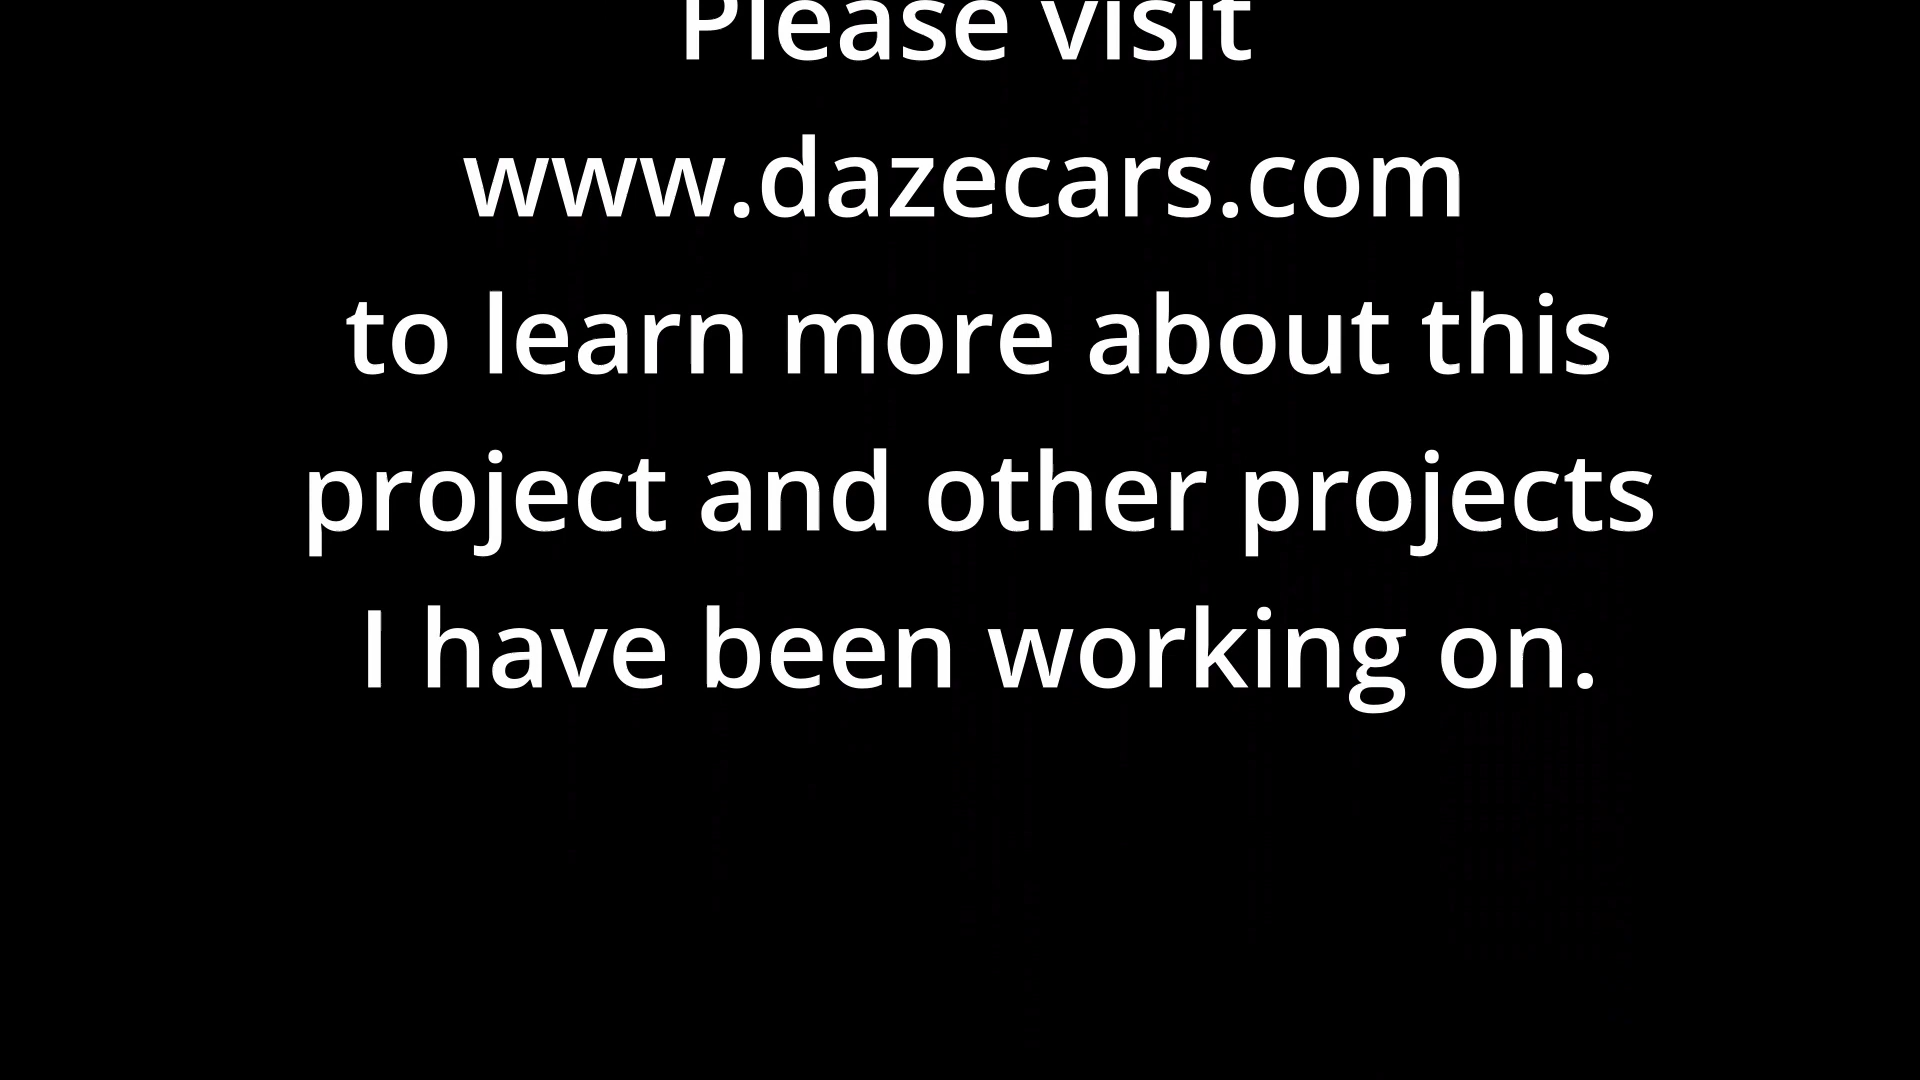 Please visit
www.dazecars.com
to learn more about this
project and other projects
I have been working on.